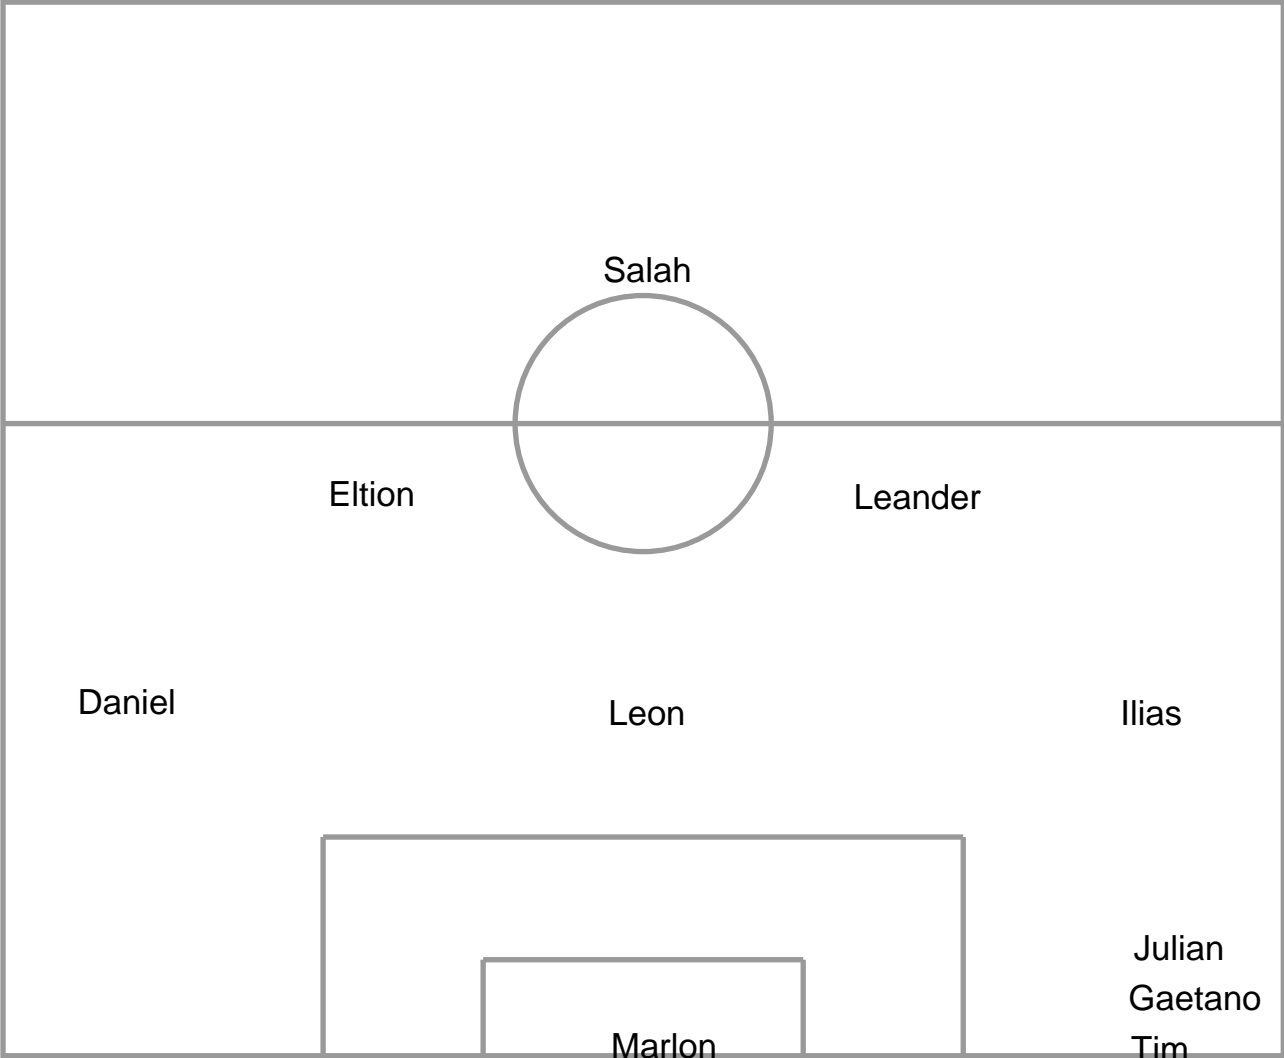 Salah
Eltion
Leander
Daniel
Leon
Ilias
Julian
Gaetano
Marlon
Tim